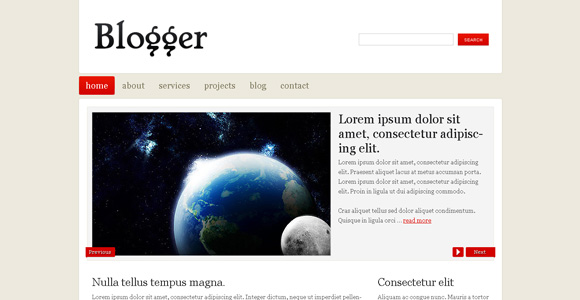 Blogger
SEARCH
home about services projects blog contact
Lorem ipsum dolor sit
amet, consectetur adipisc-
ing elit.
Lorem ipsum dolor sit amet, consectetur adipiscing
elit. Praesent aliquet lacus at metus accumsan porta.
Lorem ipsum dolor sit amet, consectetur adipiscing
elit. Proin in ligula ut dui adipiscing commodo.
Cras aliquet tellus sed dolor aliquet condimentum.
Quisque in ligula orci ... read more
Previous
Next
Nulla tellus tempus magna.
Lorem ipsum dolor sit amet, consectetur adipiscing elit. Integer dictum, neque ut imperdiet pellen-
Consectetur elit
Aliquam ac nunc congue. Mauris a tortor